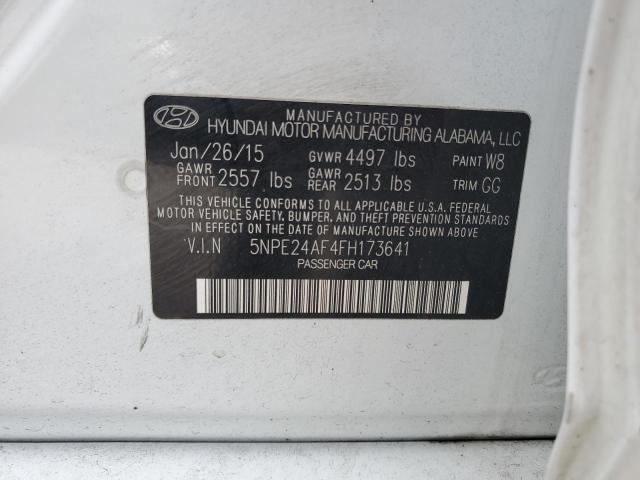 MANUFACTURED BY
HYUNDAI MOTOR MANUFACTURING ALABAMA, LLC
Jan/26/15 GVWR 4497 lbs PAINT W8
GAWR FRONT 2557 lbs GAWR REAR 2513 lbs TRIM GG
THIS VEHICLE CONFORMS TO ALL APPLICABLE U.S.A. FEDERAL
MOTOR VEHICLE SAFETY, BUMPER, AND THEFT PREVENTION STANDARDS
IN EFFECT ON THE DATE OF MANUFACTURE SHOWN ABOVE.
V.I.N 5NPE24AF4FH173641
PASSENGER CAR